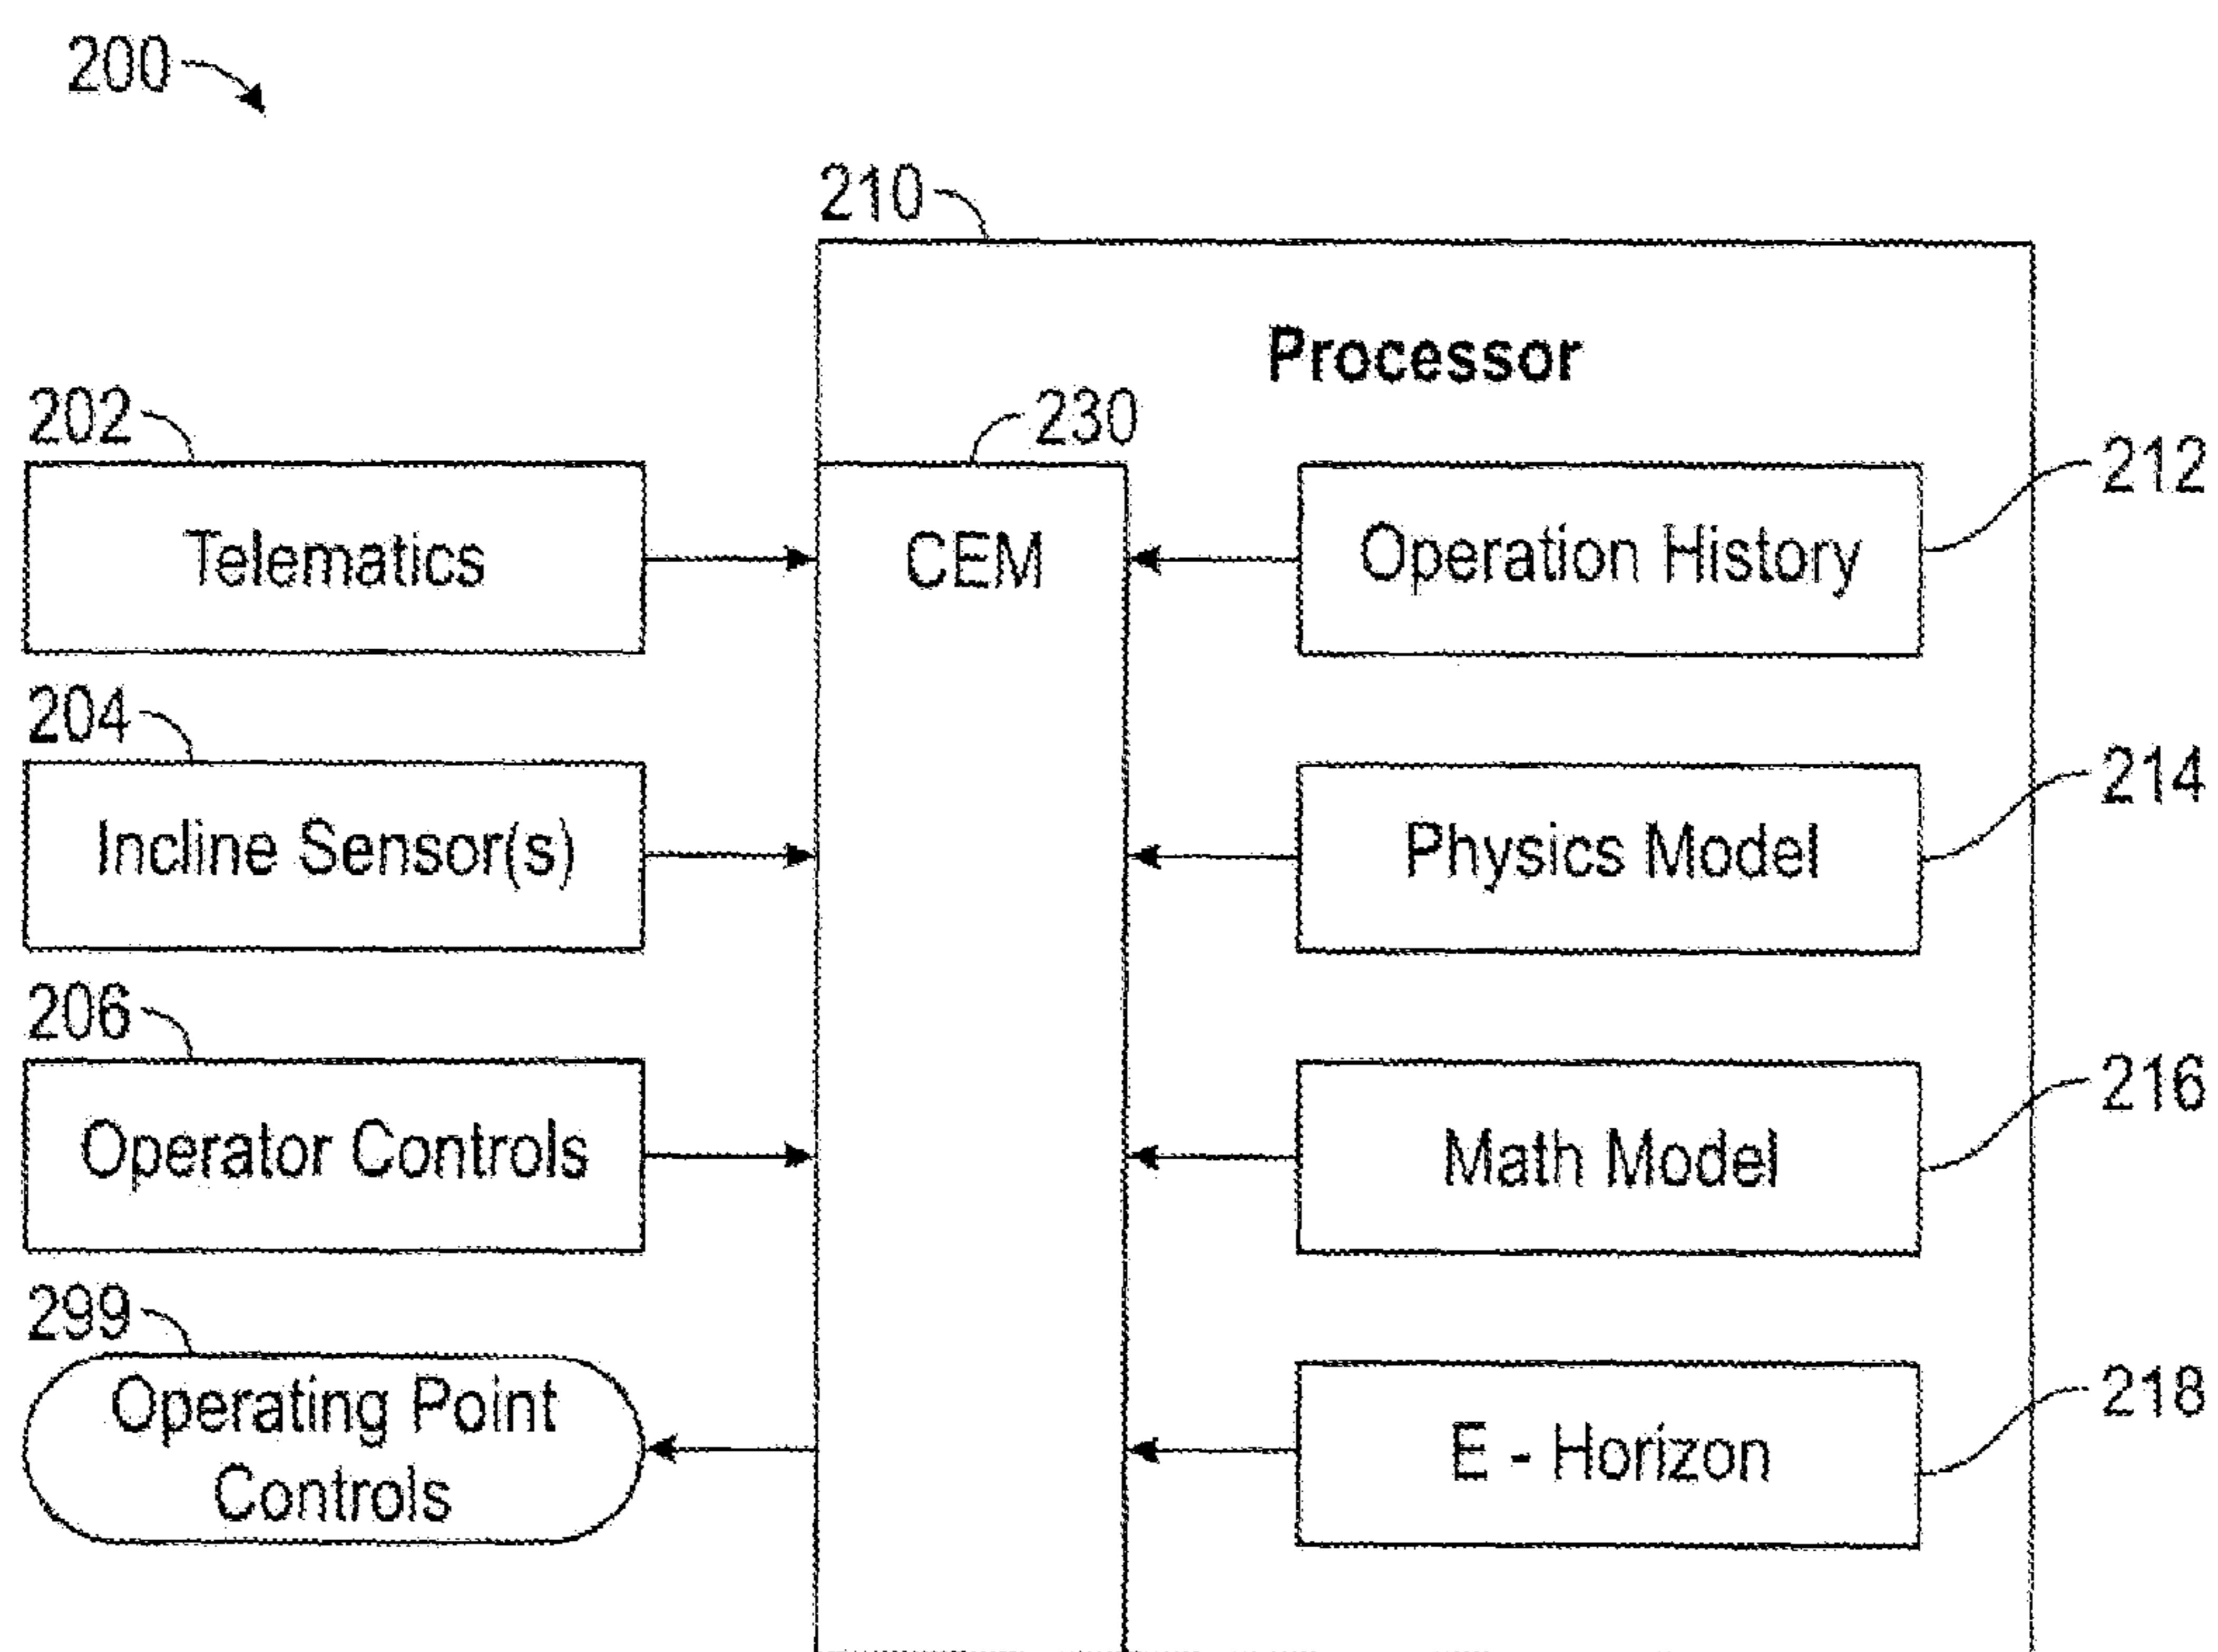 200
210
Processor
202
230
212
Telematics
CEM
Operation History
204
214
Incline Sensor(s)
Physics Model
206
216
Operator Controls
Math Model
299
218
Operating Point
Controls
E - Horizon